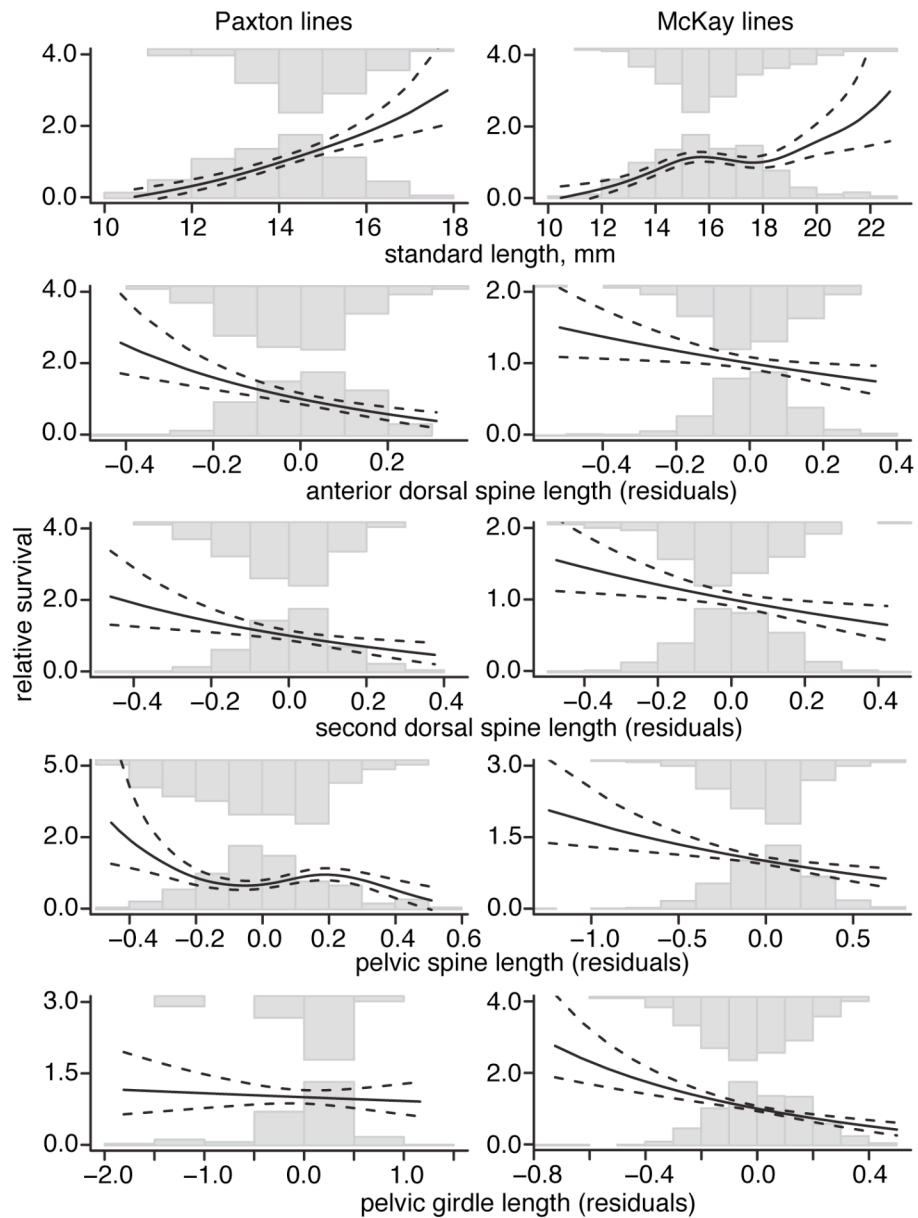 Paxton lines
McKay lines
4.0
2.0
0.0
10 12 14 16 18
4.0
2.0
0.0
10 12 14 16 18 20 22
standard length, mm
4.0
2.0
0.0
−0.4 −0.2 0.0 0.2
2.0
1.0
0.0
−0.4 −0.2 0.0 0.2 0.4
anterior dorsal spine length (residuals)
relative survival
4.0
2.0
0.0
−0.4 −0.2 0.0 0.2 0.4
2.0
1.0
0.0
−0.4 −0.2 0.0 0.2 0.4
second dorsal spine length (residuals)
5.0
2.0
0.0
−0.4 −0.2 0.0 0.2 0.4 0.6
3.0
1.5
0.0
−1.0 −0.5 0.0 0.5
pelvic spine length (residuals)
3.0
1.5
0.0
−2.0 −1.0 0.0 1.0
4.0
2.0
0.0
−0.8 −0.4 0.0 0.4
pelvic girdle length (residuals)